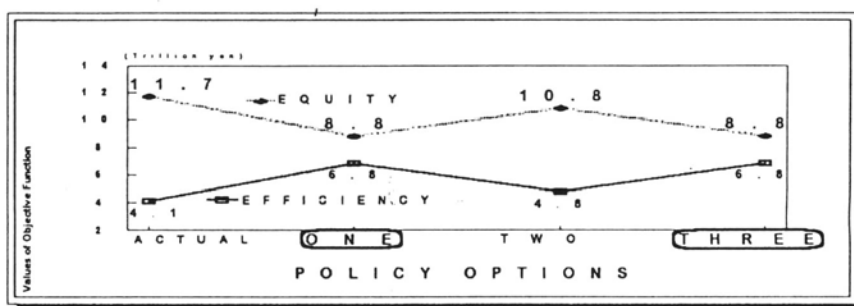 (Trillion yen)
14
12
10
8
6
4
2
Values of Objective Function
11.7
EQUITY
8.8
10.8
8.8
4.1
EFFICIENCY
6.8
4.8
6.8
ACTUAL ONE TWO THREE
POLICY OPTIONS